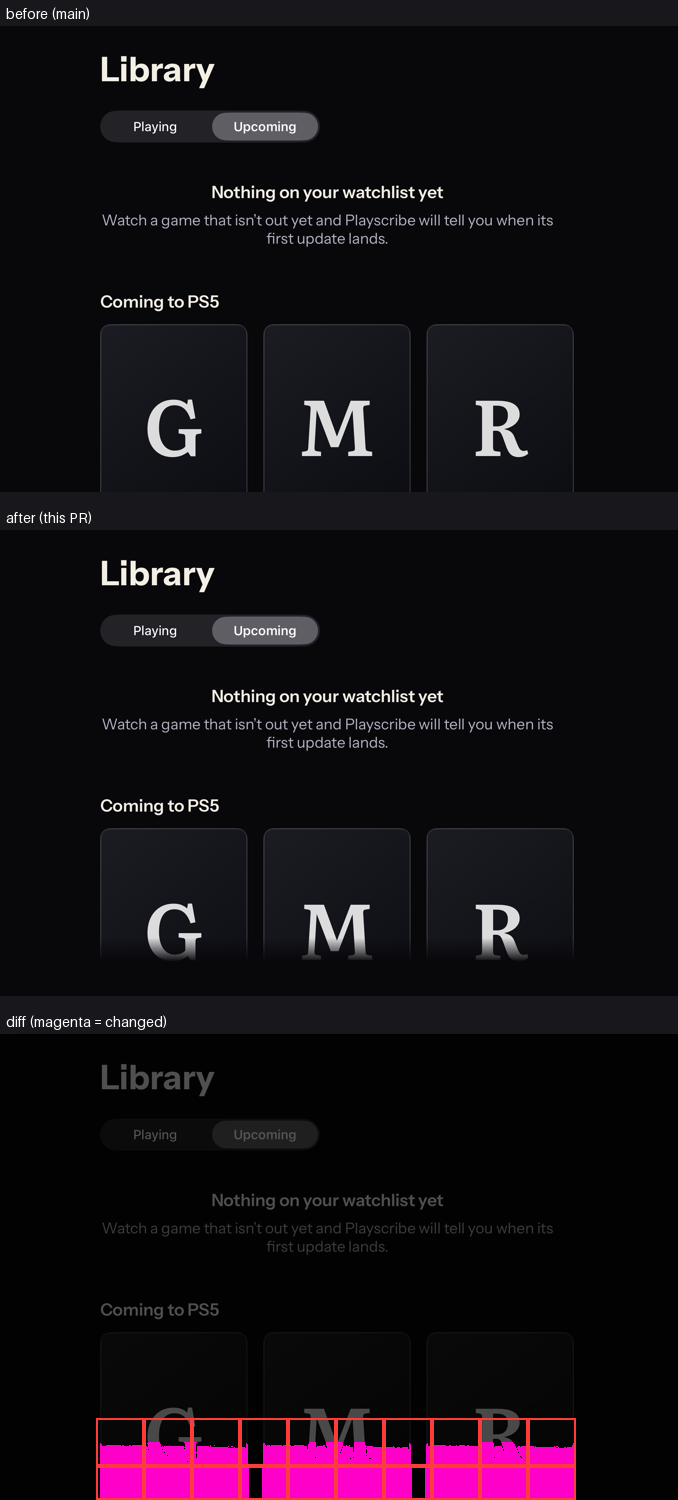 before (main)
Library
Playing Upcoming
Nothing on your watchlist yet
Watch a game that isn’t out yet and Playscribe will tell you when its
first update lands.
Coming to PS5
G M R
after (this PR)
Library
Playing Upcoming
Nothing on your watchlist yet
Watch a game that isn’t out yet and Playscribe will tell you when its
first update lands.
Coming to PS5
G M R
diff (magenta = changed)
Library
Playing Upcoming
Nothing on your watchlist yet
Watch a game that isn’t out yet and Playscribe will tell you when its
first update lands.
Coming to PS5
G M R